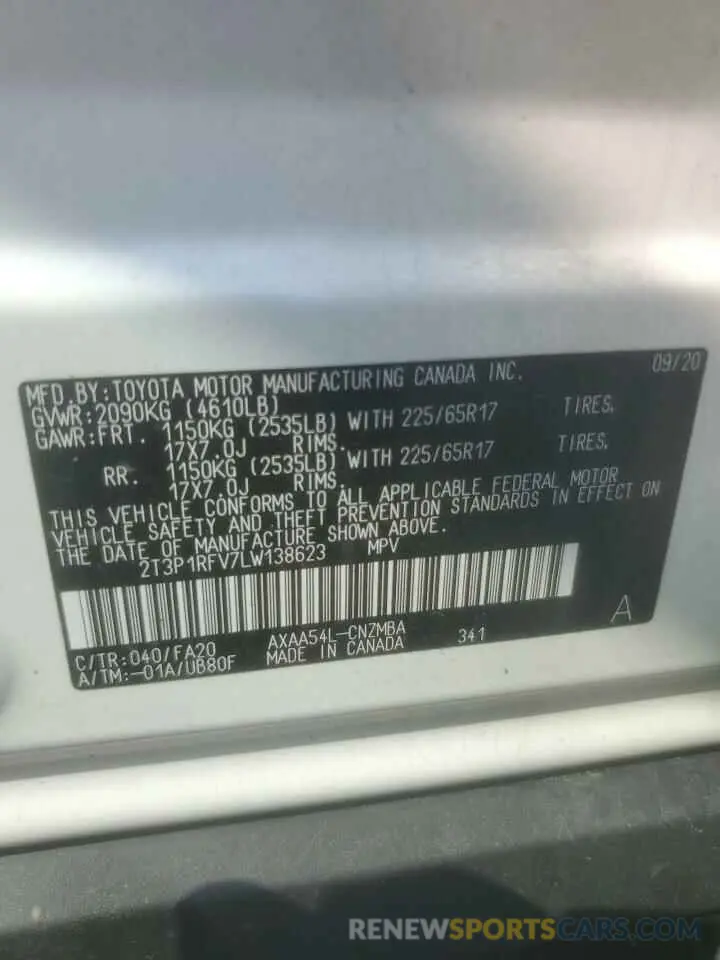 MFD.BY:TOYOTA MOTOR MANUFACTURING CANADA INC. 09/20
GVWR:2090KG (4610LB)
GAWR:FRT. 1150KG (2535LB) WITH 225/65R17 TIRES.
17X7.0J RIMS.
RR. 1150KG (2535LB) WITH 225/65R17 TIRES.
17X7.0J RIMS.
THIS VEHICLE CONFORMS TO ALL APPLICABLE FEDERAL MOTOR
VEHICLE SAFETY AND THEFT PREVENTION STANDARDS IN EFFECT ON
THE DATE OF MANUFACTURE SHOWN ABOVE.
2T3P1RFV7LW138623 MPV
A
C/TR:040/FA20 AXAA54L-CNZMBA 341
A/TM:-01A/UB80F MADE IN CANADA
RENEWSPORTSCARS.COM